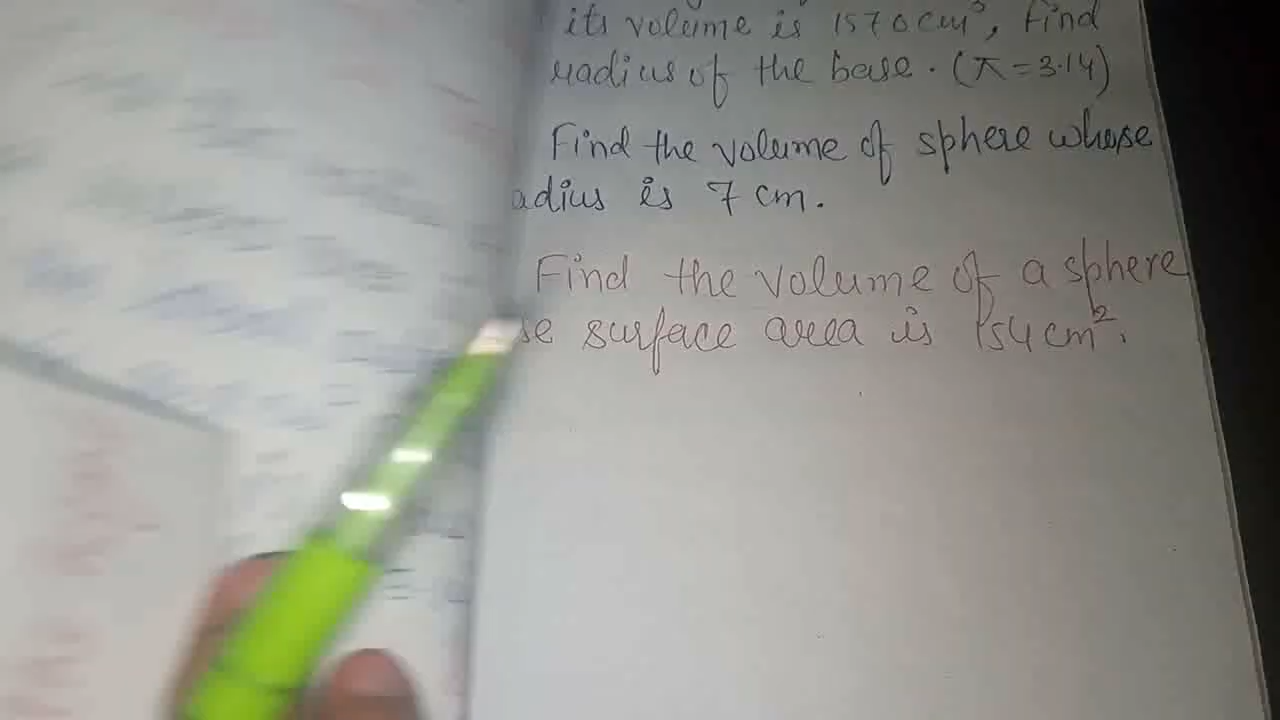 its volume is 1570 cm³, Find
radius of the base. (π = 3.14)
Find the volume of sphere whose
adius is 7 cm.
Find the volume of a sphere
se surface area is 154 cm².